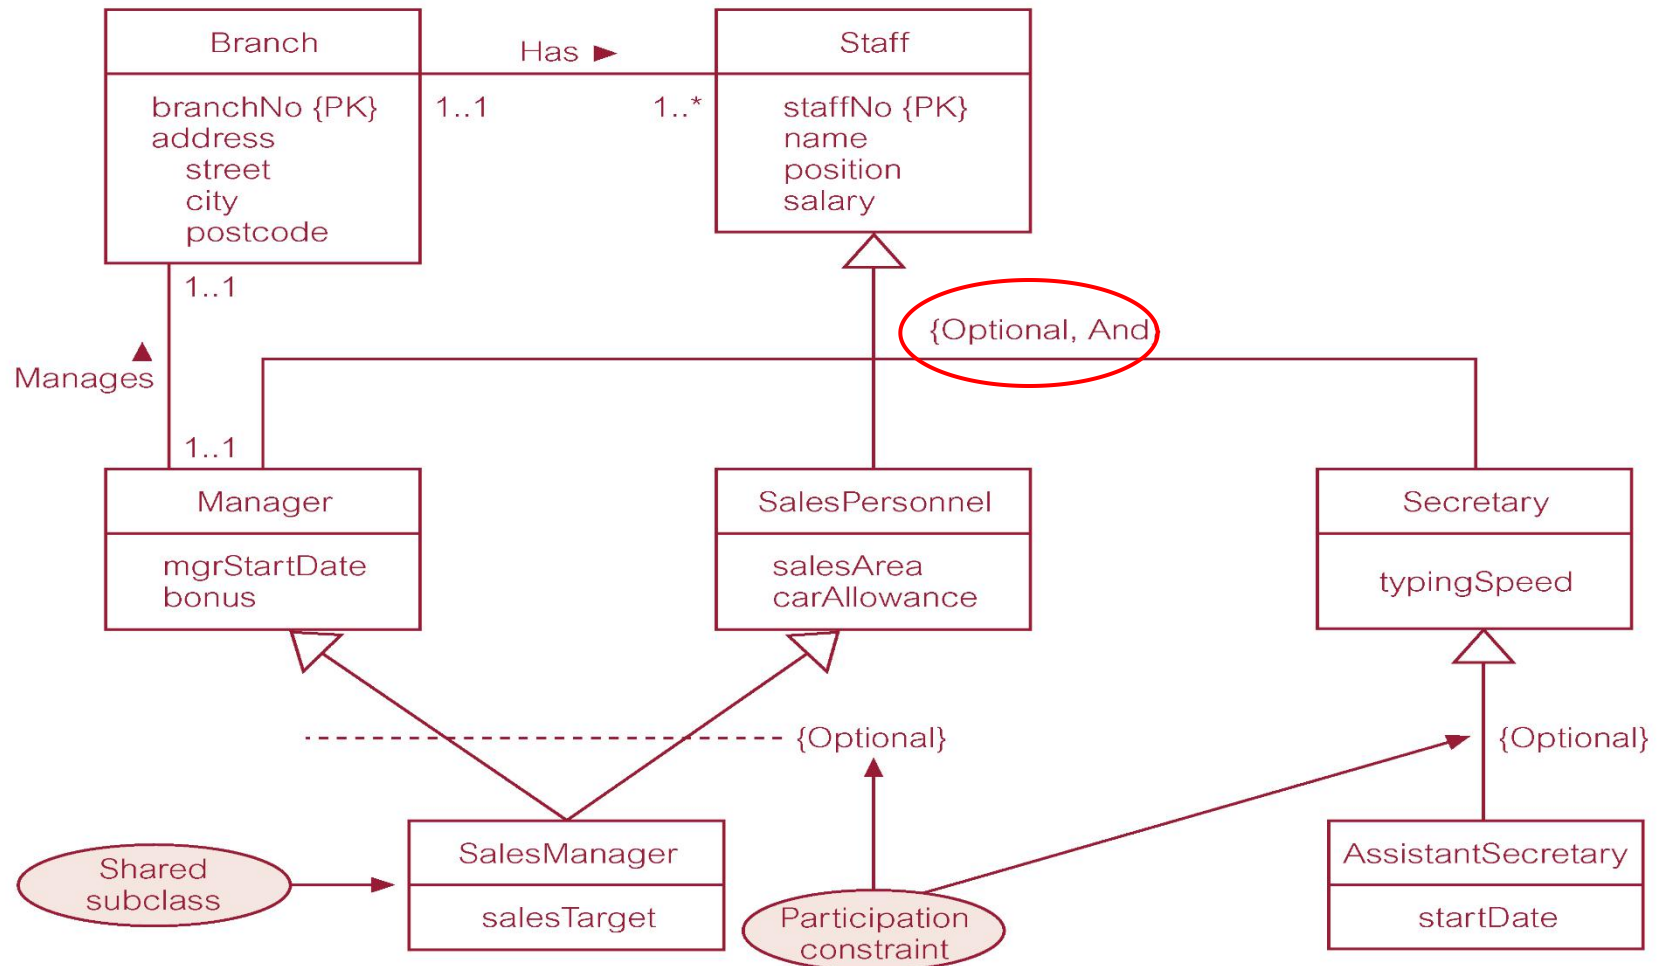 Branch
Has ►
Staff
branchNo {PK}
address
street
city
postcode
1..1
1..*
staffNo {PK}
name
position
salary
1..1
{Optional, And
▲
Manages
1..1
Manager
mgrStartDate
bonus
SalesPersonnel
salesArea
carAllowance
Secretary
typingSpeed
{Optional}
{Optional}
Shared
subclass
SalesManager
salesTarget
Participation
constraint
AssistantSecretary
startDate